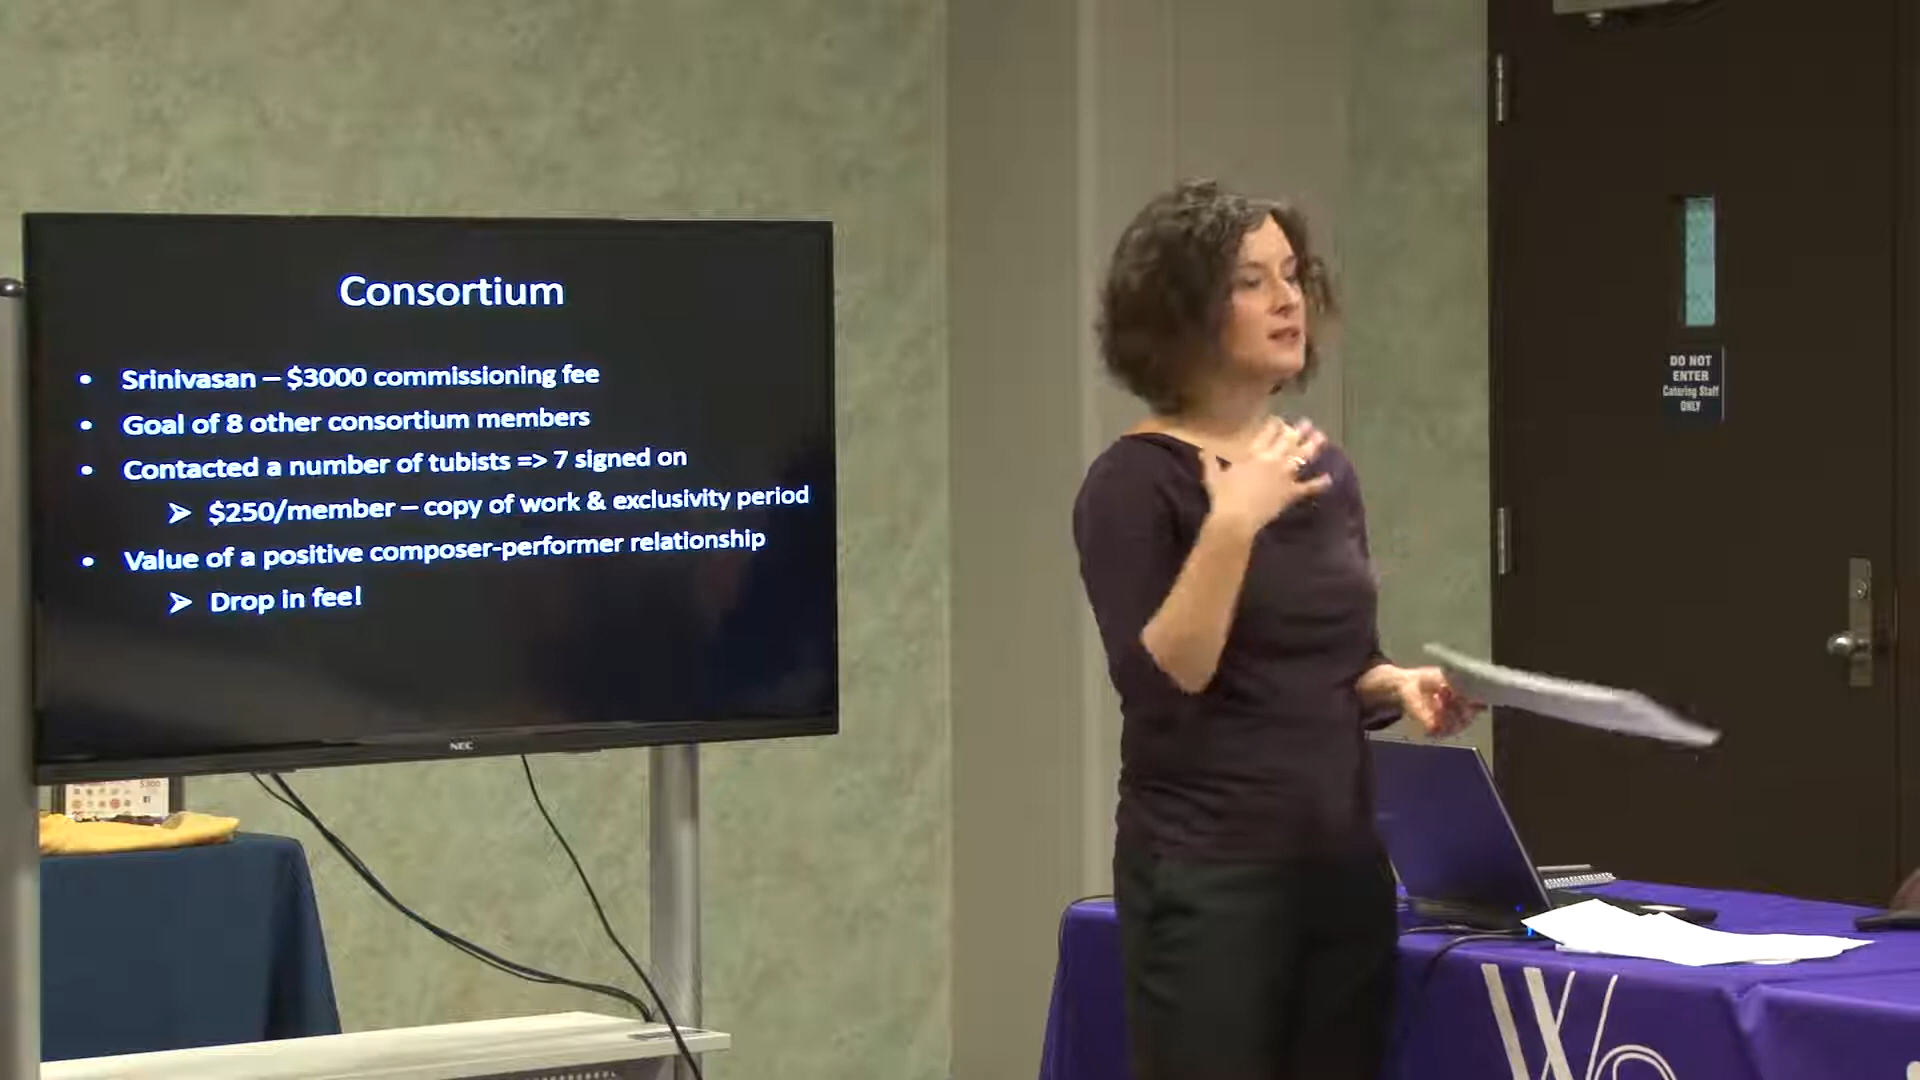 Consortium
• Srinivasan – $3000 commissioning fee
• Goal of 8 other consortium members
• Contacted a number of tubists => 7 signed on
➢ $250/member – copy of work & exclusivity period
• Value of a positive composer-performer relationship
➢ Drop in fee!
NEC
DO NOT
ENTER
Catering Staff
ONLY